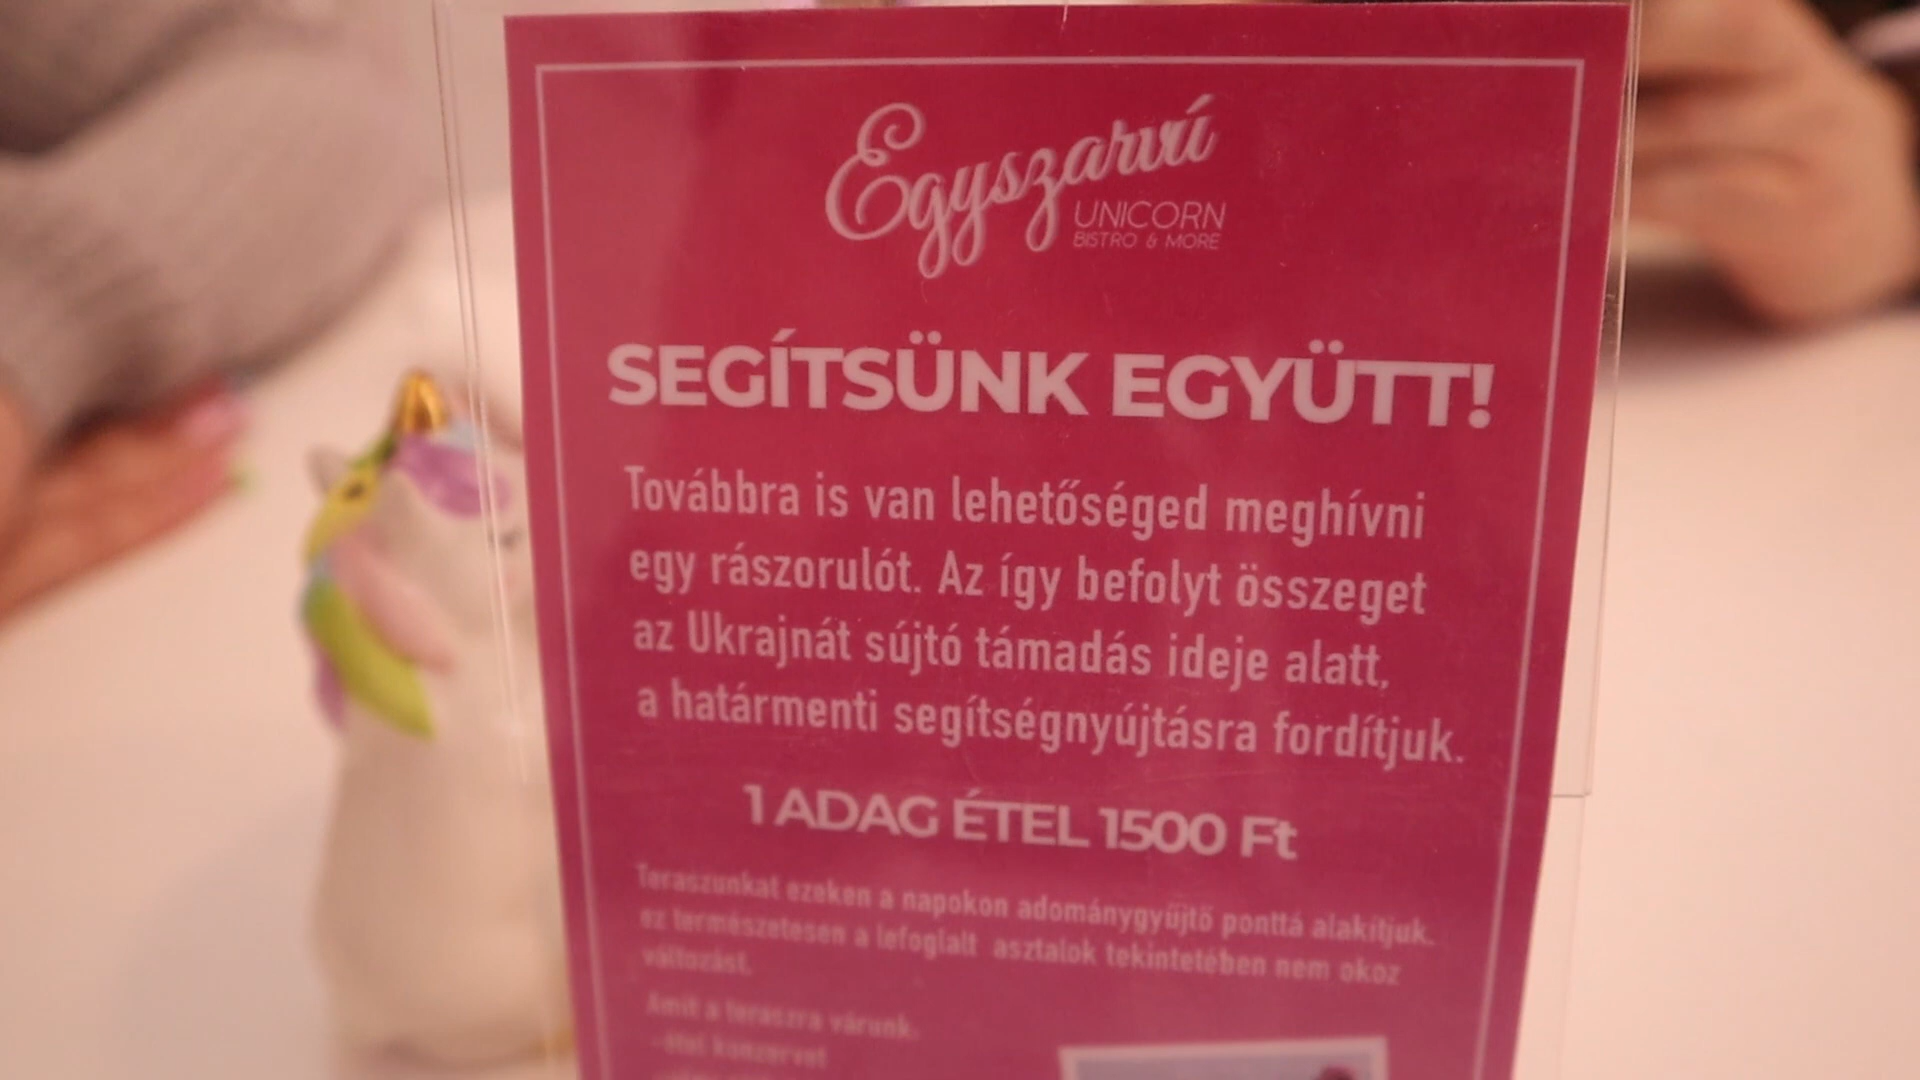 Egyszarvú
UNICORN
BISTRO & MORE
SEGÍTSÜNK EGYÜTT!
Továbbra is van lehetőséged meghívni
egy rászorulót. Az így befolyt összeget
az Ukrajnát sújtó támadás ideje alatt,
a határmenti segítségnyújtásra fordítjuk.
1 ADAG ÉTEL 1500 Ft
Teraszunkat ezeken a napokon adománygyűjtő ponttá alakítjuk,
ez természetesen a lefoglalt asztalok tekintetében nem okoz
változást.
Amit a teraszra várunk:
-étel konzervet